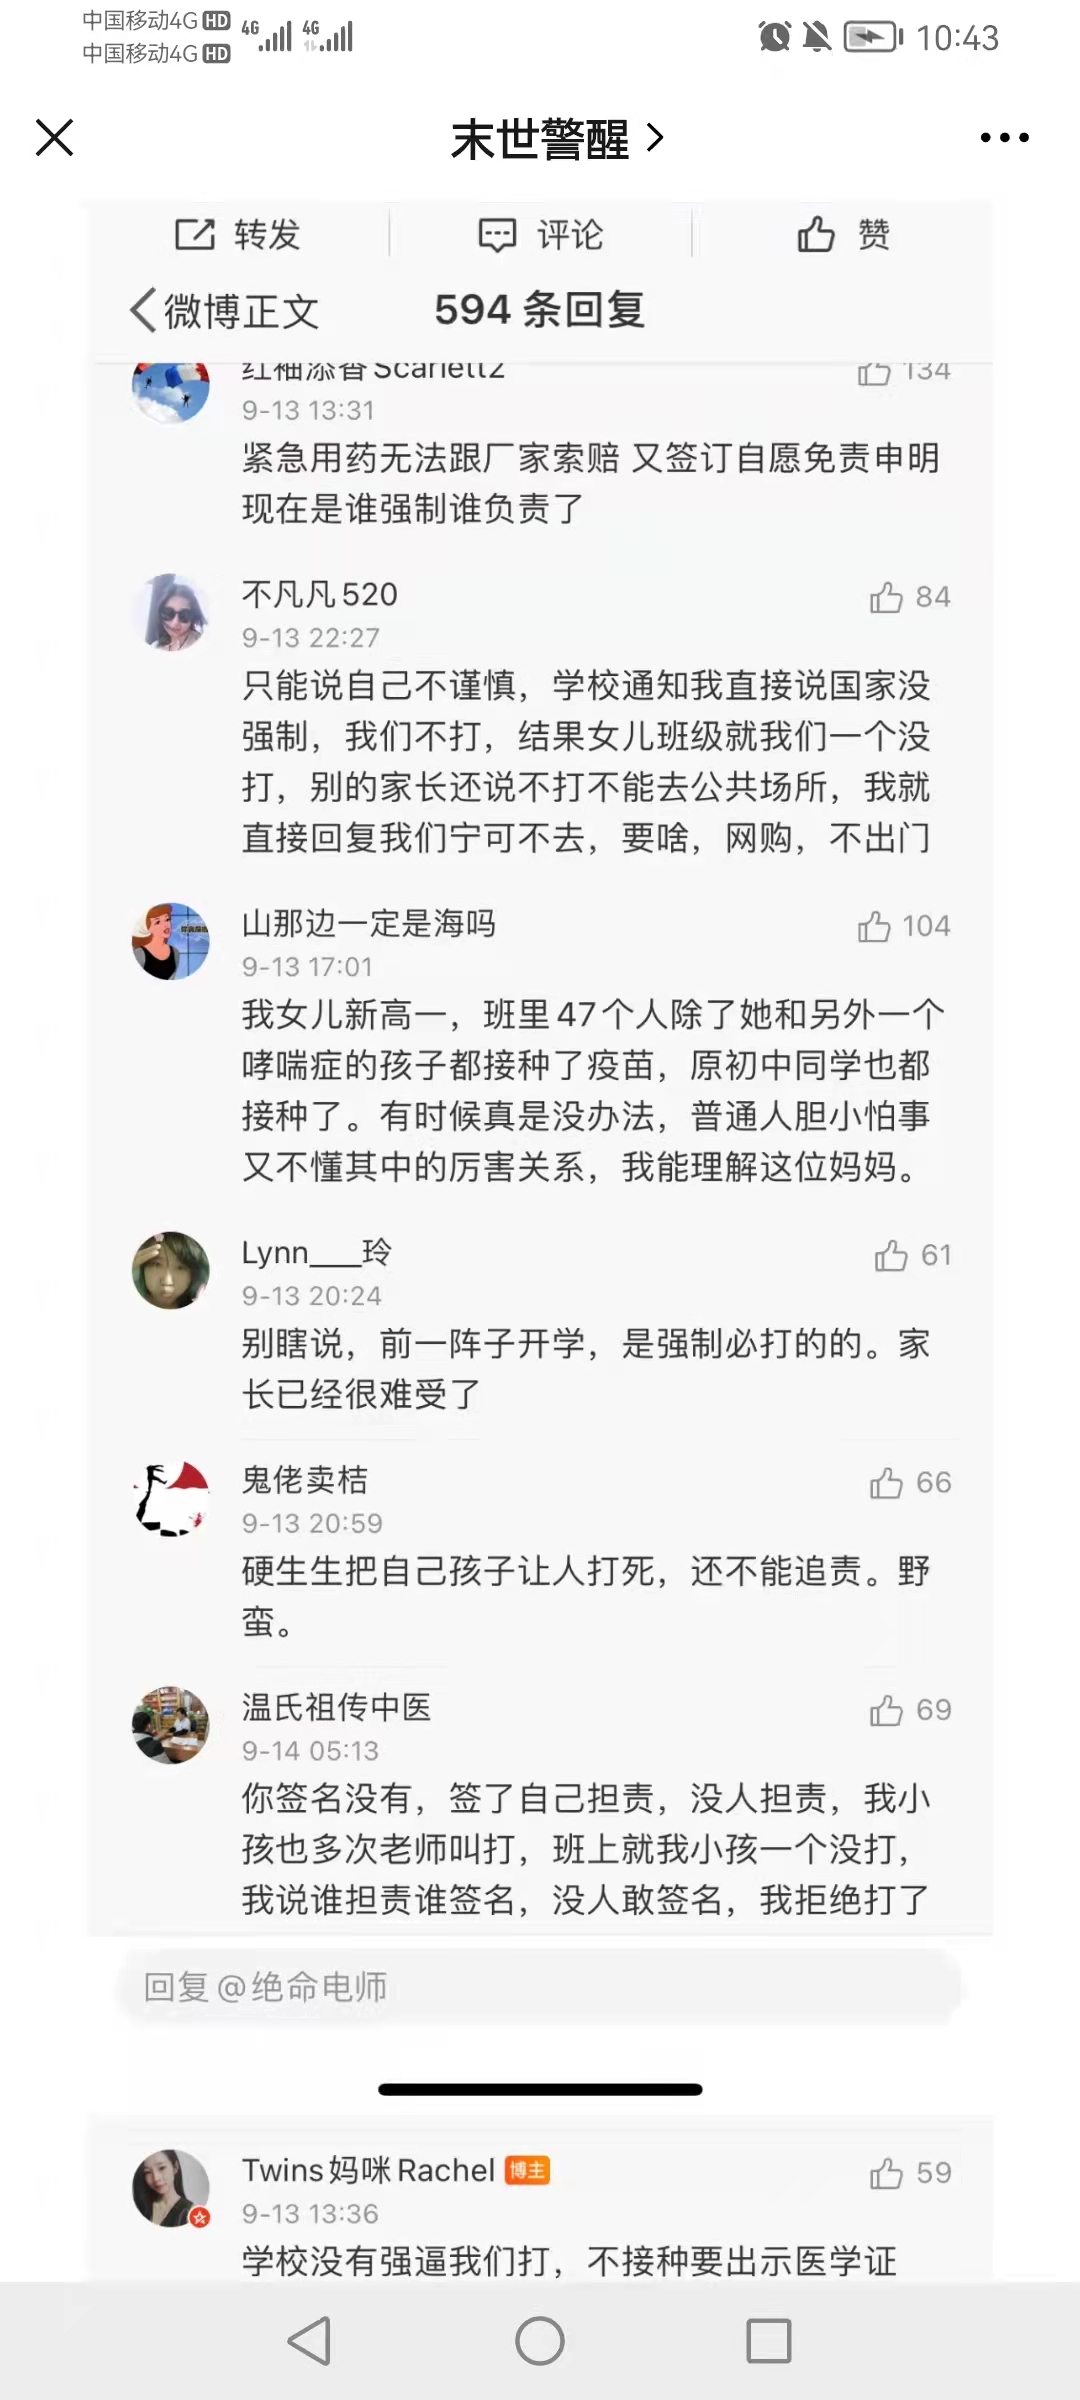 中国移动4G HD 4G 4G 10:43
中国移动4G HD
末世警醒
转发 评论 赞
微博正文 594 条回复
红袖添香Scarlett2 134
9-13 13:31
紧急用药无法跟厂家索赔 又签订自愿免责申明
现在是谁强制谁负责了
不凡凡520 84
9-13 22:27
只能说自己不谨慎，学校通知我直接说国家没
强制，我们不打，结果女儿班级就我们一个没
打，别的家长还说不打不能去公共场所，我就
直接回复我们宁可不去，要啥，网购，不出门
山那边一定是海吗 104
9-13 17:01
我女儿新高一，班里47个人除了她和另外一个
哮喘症的孩子都接种了疫苗，原初中同学也都
接种了。有时候真是没办法，普通人胆小怕事
又不懂其中的厉害关系，我能理解这位妈妈。
Lynn___玲 61
9-13 20:24
别瞎说，前一阵子开学，是强制必打的的。家
长已经很难受了
鬼佬卖桔 66
9-13 20:59
硬生生把自己孩子让人打死，还不能追责。野
蛮。
温氏祖传中医 69
9-14 05:13
你签名没有，签了自己担责，没人担责，我小
孩也多次老师叫打，班上就我小孩一个没打，
我说谁担责谁签名，没人敢签名，我拒绝打了
回复@绝命电师
Twins妈咪Rachel 博主 59
9-13 13:36
学校没有强逼我们打，不接种要出示医学证